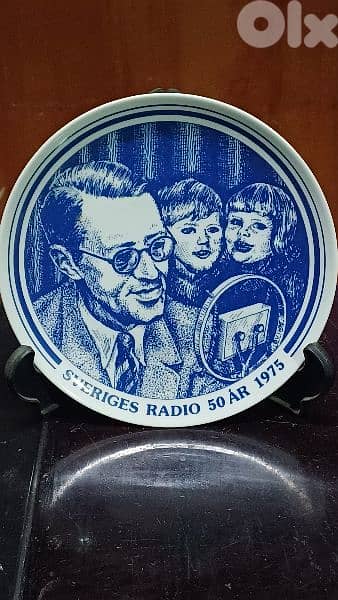 OLX
SVERIGES RADIO 50 ÅR 1975